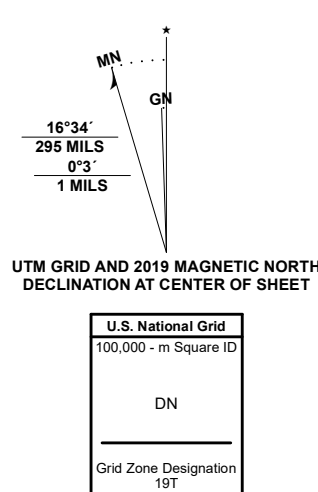 ★
MN
GN
16°34´
295 MILS
0°3´
1 MILS
UTM GRID AND 2019 MAGNETIC NORTH
DECLINATION AT CENTER OF SHEET
U.S. National Grid
100,000 - m Square ID
DN
Grid Zone Designation
19T